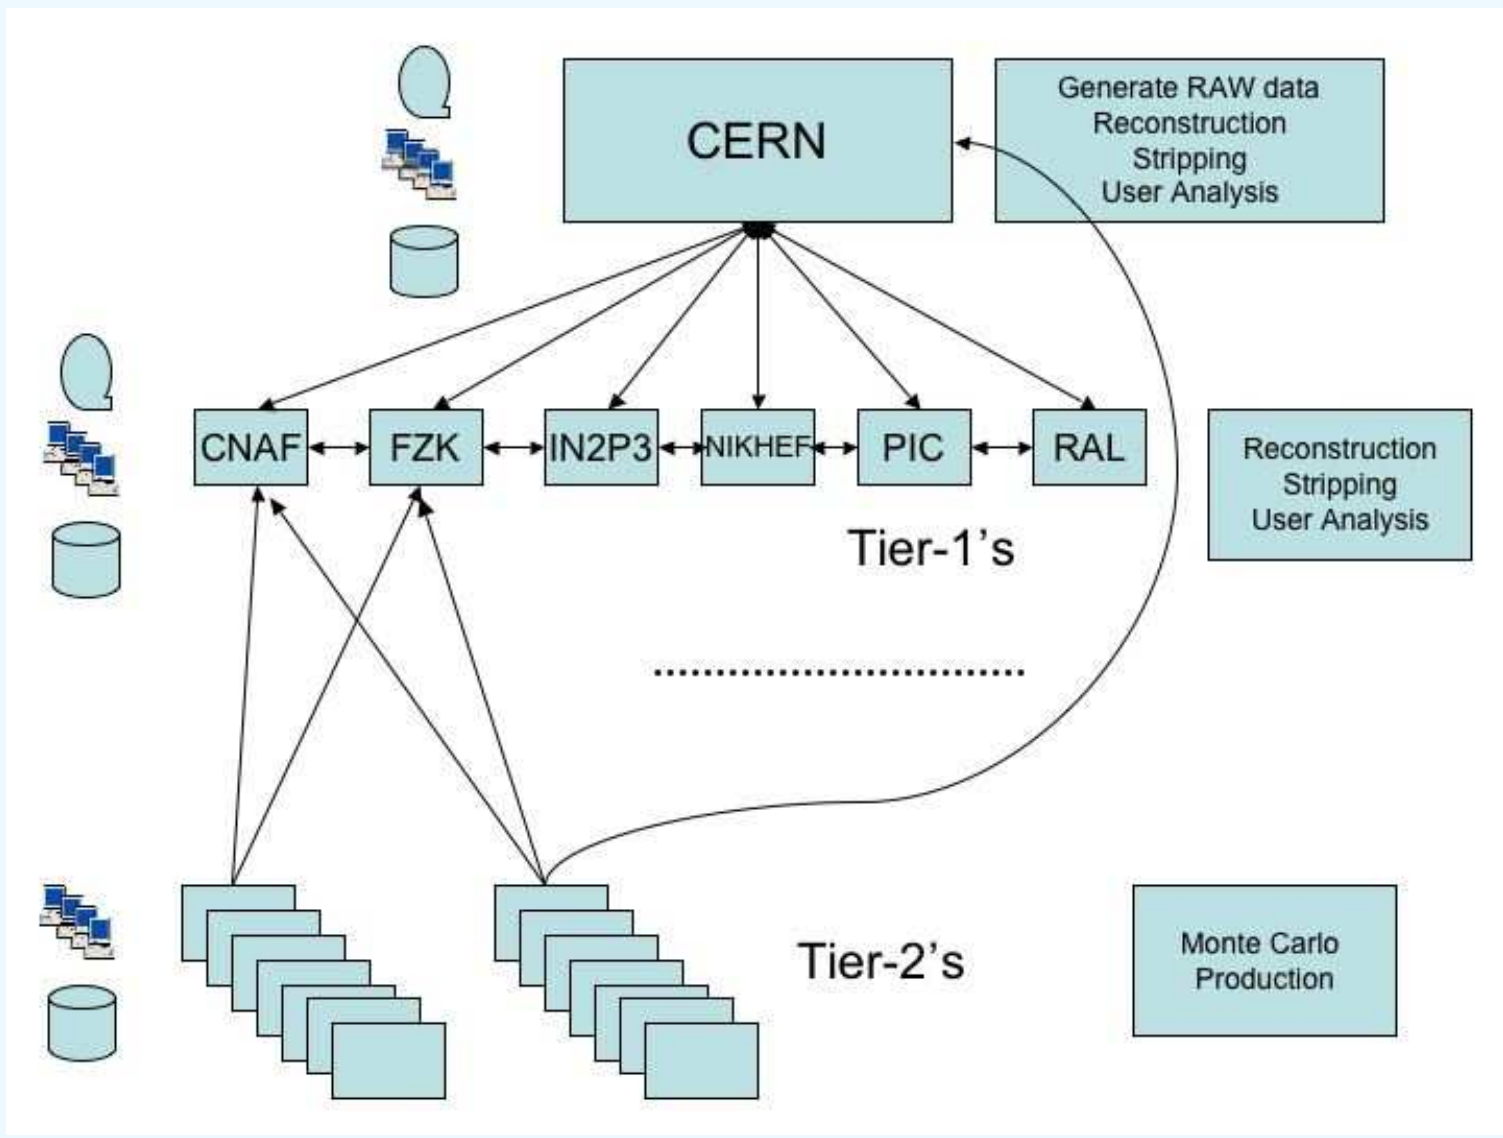 CERN
Generate RAW data
Reconstruction
Stripping
User Analysis
CNAF
FZK
IN2P3
NIKHEF
PIC
RAL
Reconstruction
Stripping
User Analysis
Tier-1's
Tier-2's
Monte Carlo
Production